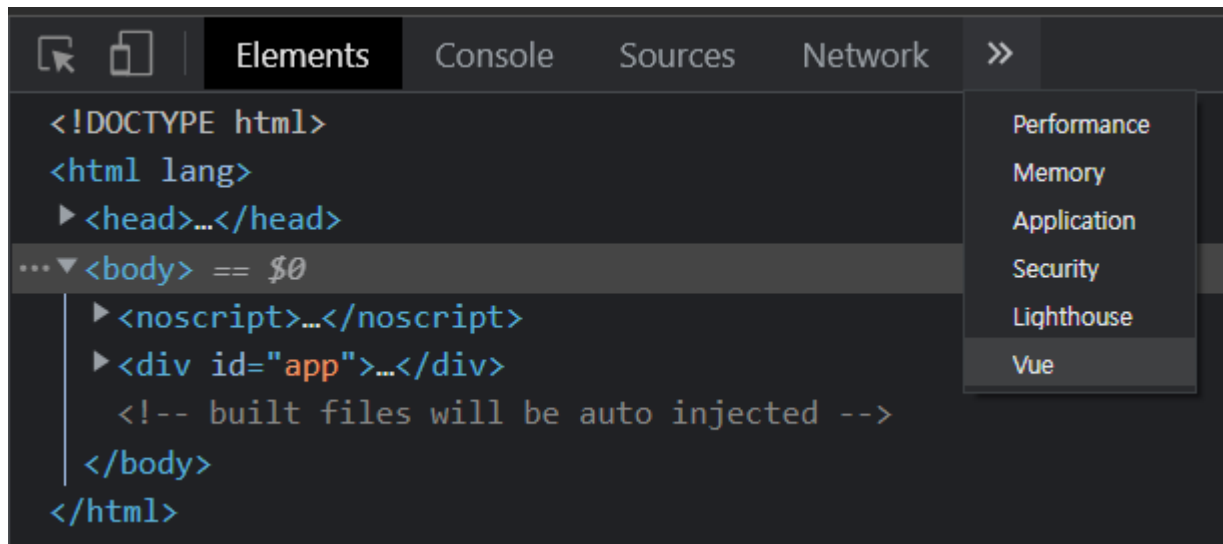 Elements Console Sources Network »
Performance
Memory
Application
Security
Lighthouse
Vue
<!DOCTYPE html>
<html lang>
▶<head>…</head>
…▼<body> == $0
▶<noscript>…</noscript>
▶<div id="app">…</div>
<!-- built files will be auto injected -->
</body>
</html>